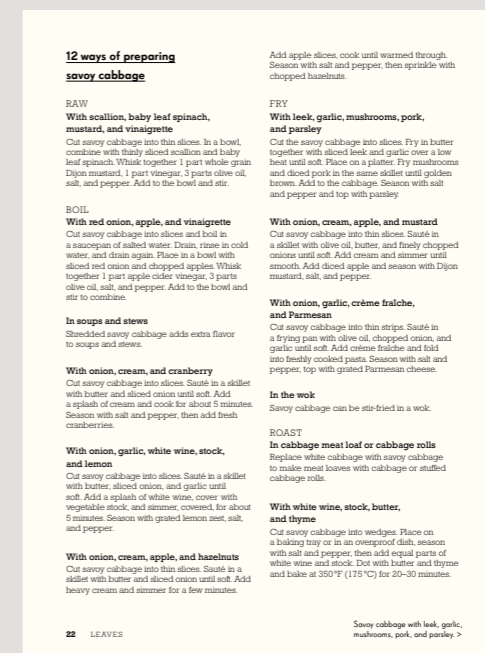 12 ways of preparing
savoy cabbage
RAW
With scallion, baby leaf spinach,
mustard, and vinaigrette
Cut savoy cabbage into thin slices. In a bowl,
combine with thinly sliced scallion and baby
leaf spinach. Whisk together 1 part whole grain
Dijon mustard, 1 part vinegar, 3 parts olive oil,
salt, and pepper. Add to the bowl and stir.
BOIL
With red onion, apple, and vinaigrette
Cut savoy cabbage into slices and boil in
a saucepan of salted water. Drain, rinse in cold
water, and drain again. Place in a bowl with
sliced red onion and chopped apples. Whisk
together 1 part apple cider vinegar, 3 parts
olive oil, salt, and pepper. Add to the bowl and
stir to combine.
In soups and stews
Shredded savoy cabbage adds extra flavor
to soups and stews.
With onion, cream, and cranberry
Cut savoy cabbage into slices. Sauté in a skillet
with butter and sliced onion until soft. Add
a splash of cream and cook for about 5 minutes.
Season with salt and pepper, then add fresh
cranberries.
With onion, garlic, white wine, stock,
and lemon
Cut savoy cabbage into slices. Sauté in a skillet
with butter, sliced onion, and garlic until
soft. Add a splash of white wine, cover with
vegetable stock, and simmer, covered, for about
5 minutes. Season with grated lemon zest, salt,
and pepper.
With onion, cream, apple, and hazelnuts
Cut savoy cabbage into thin slices. Sauté in a
skillet with butter and sliced onion until soft. Add
heavy cream and simmer for a few minutes.
Add apple slices, cook until warmed through.
Season with salt and pepper, then sprinkle with
chopped hazelnuts.
FRY
With leek, garlic, mushrooms, pork,
and parsley
Cut the savoy cabbage into slices. Fry in butter
together with sliced leek and garlic over a low
heat until soft. Place on a platter. Fry mushrooms
and diced pork in the same skillet until golden
brown. Add to the cabbage. Season with salt
and pepper and top with parsley.
With onion, cream, apple, and mustard
Cut savoy cabbage into thin slices. Sauté in
a skillet with olive oil, butter, and finely chopped
onions until soft. Add cream and simmer until
smooth. Add diced apple and season with Dijon
mustard, salt, and pepper.
With onion, garlic, crème fraîche,
and Parmesan
Cut savoy cabbage into thin strips. Sauté in
a frying pan with olive oil, chopped onion, and
garlic until soft. Add crème fraîche and fold
into freshly cooked pasta. Season with salt and
pepper, top with grated Parmesan cheese.
In the wok
Savoy cabbage can be stir-fried in a wok.
ROAST
In cabbage meat loaf or cabbage rolls
Replace white cabbage with savoy cabbage
to make meat loaves with cabbage or stuffed
cabbage rolls.
With white wine, stock, butter,
and thyme
Cut savoy cabbage into wedges. Place on
a baking tray or in an ovenproof dish, season
with salt and pepper, then add equal parts of
white wine and stock. Dot with butter and thyme
and bake at 350°F (175°C) for 20–30 minutes.
22 LEAVES
Savoy cabbage with leek, garlic,
mushrooms, pork, and parsley. >